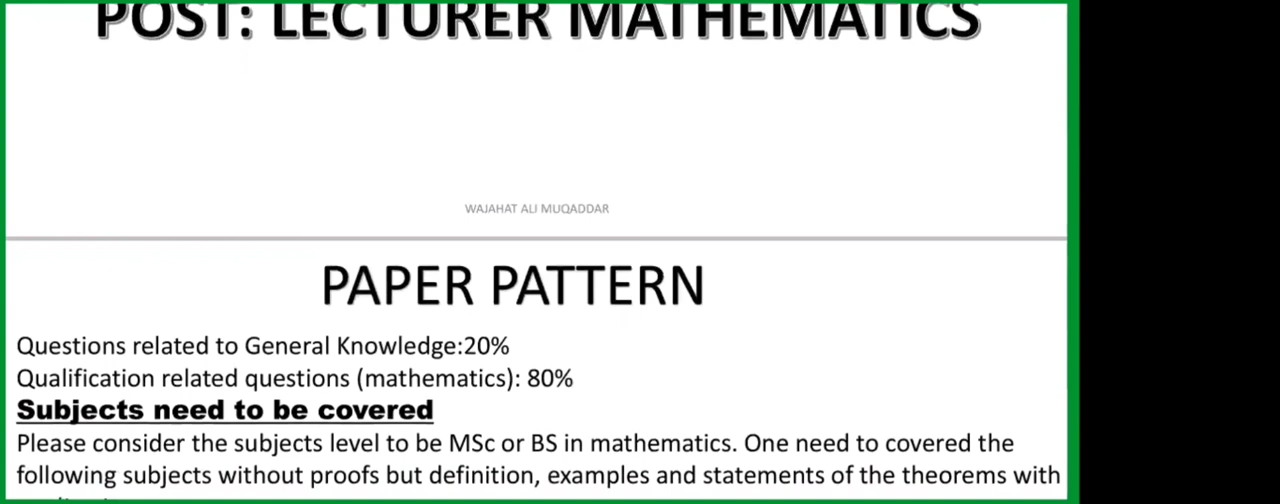 POST: LECTURER MATHEMATICS
WAJAHAT ALI MUQADDAR
PAPER PATTERN
Questions related to General Knowledge:20%
Qualification related questions (mathematics): 80%
Subjects need to be covered
Please consider the subjects level to be MSc or BS in mathematics. One need to covered the
following subjects without proofs but definition, examples and statements of the theorems with